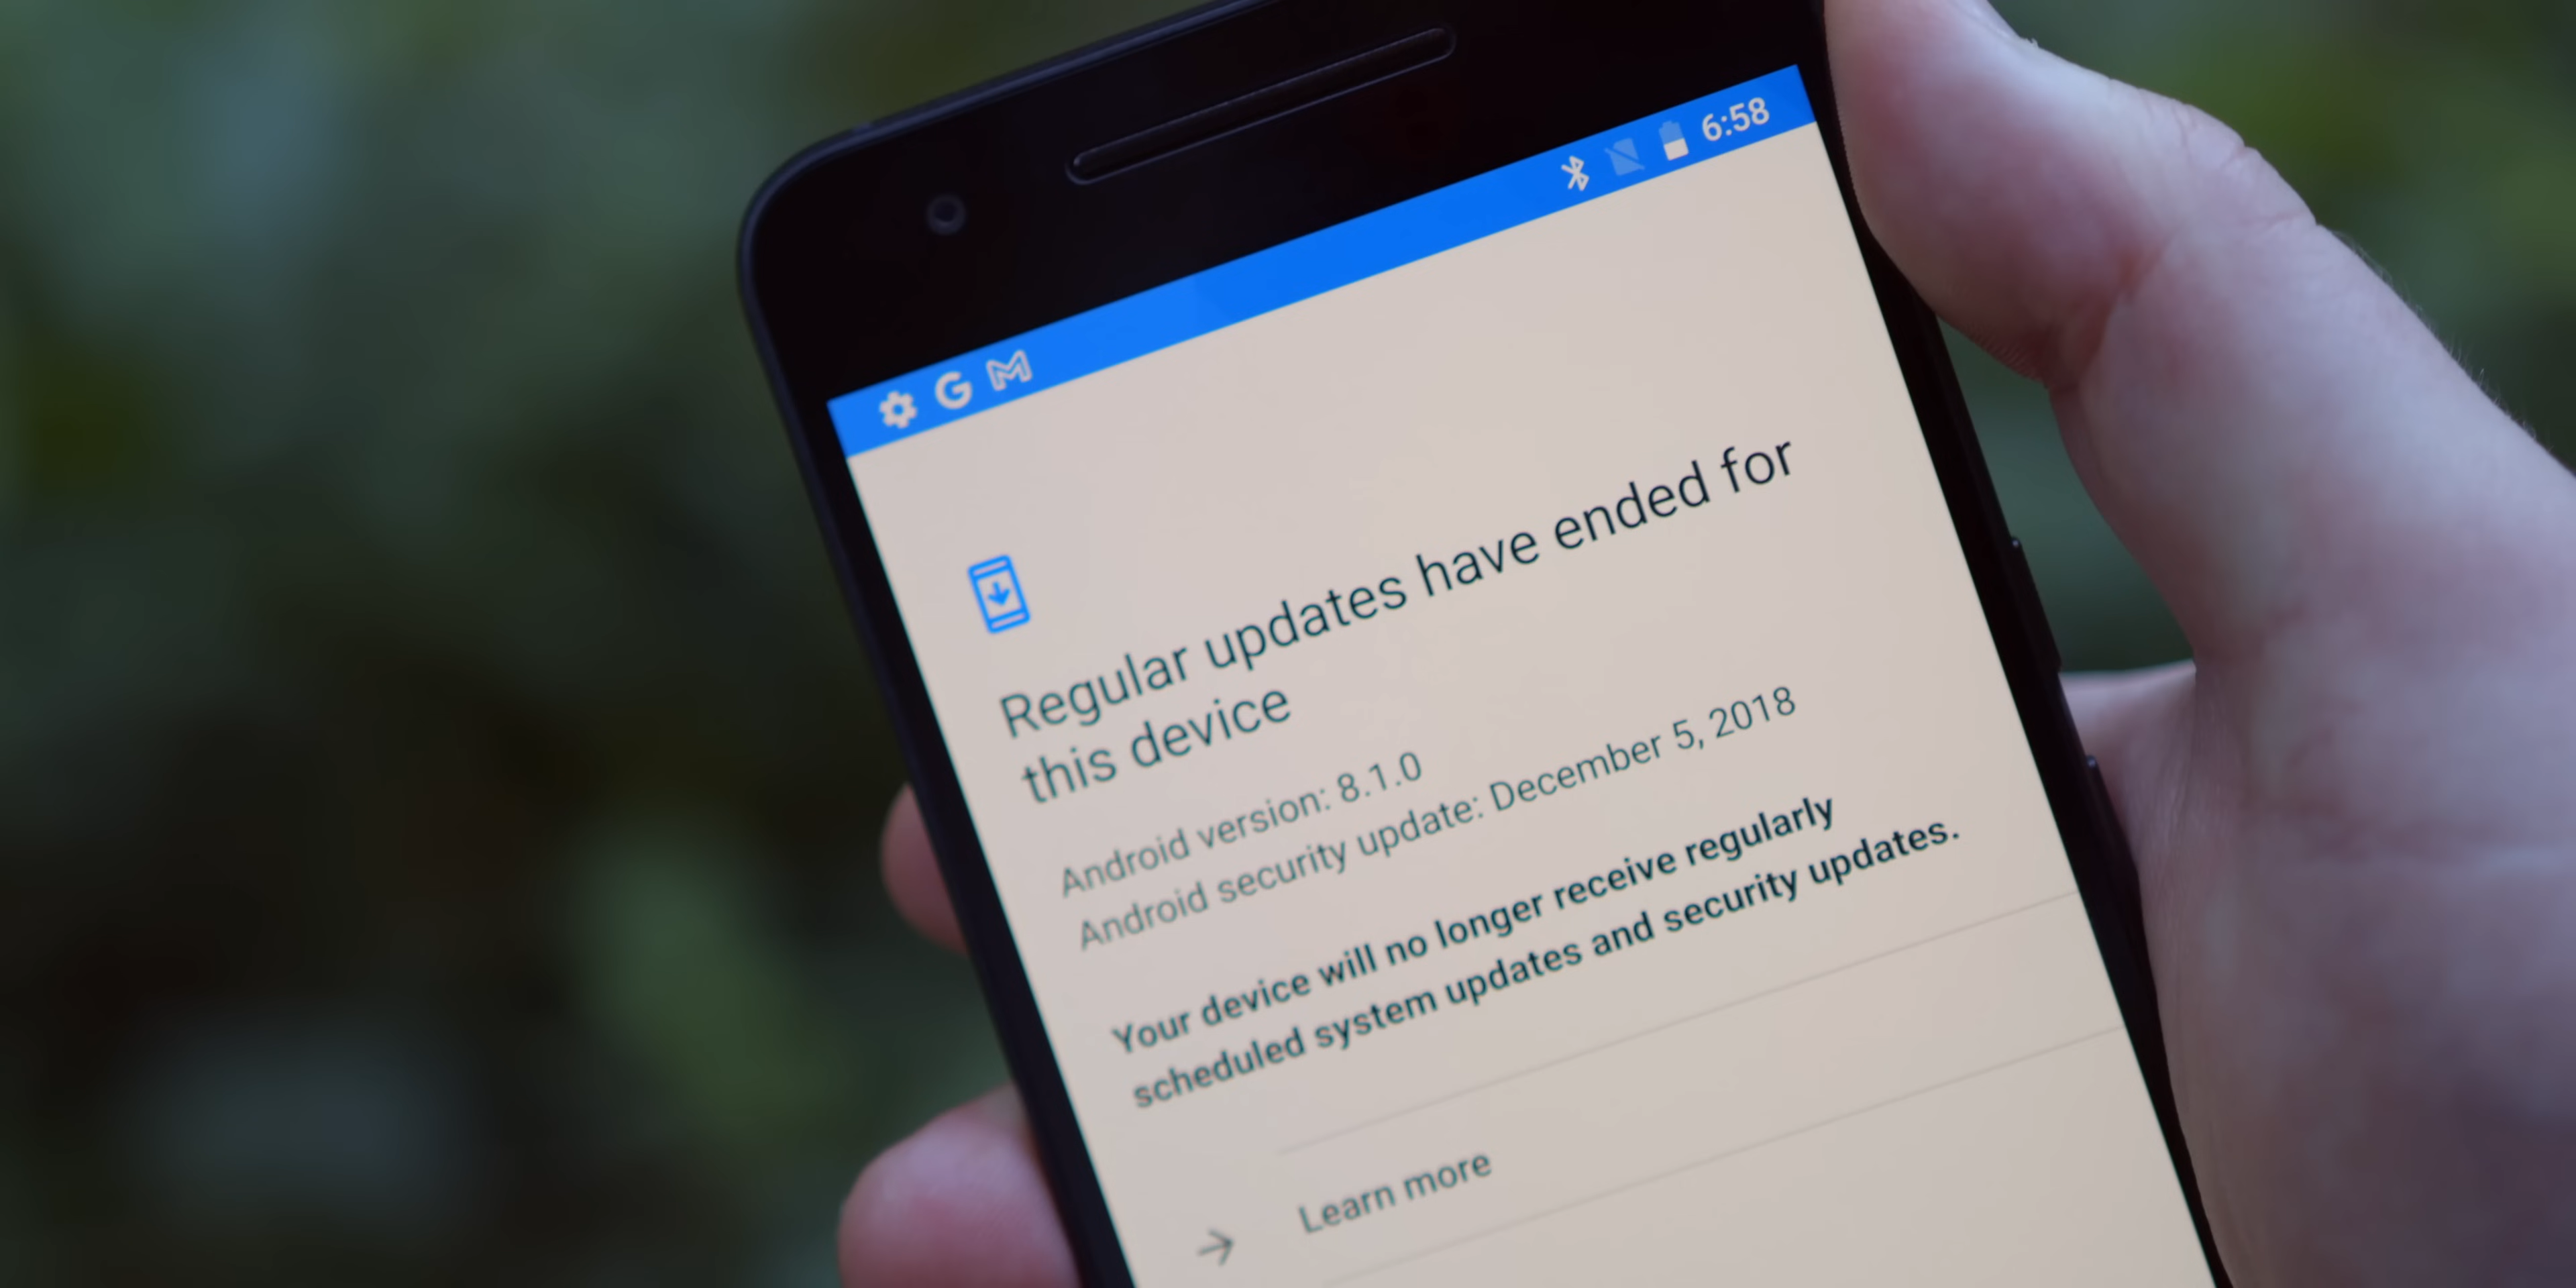 6:58
Regular updates have ended for
this device
Android version: 8.1.0
Android security update: December 5, 2018
Your device will no longer receive regularly
scheduled system updates and security updates.
Learn more